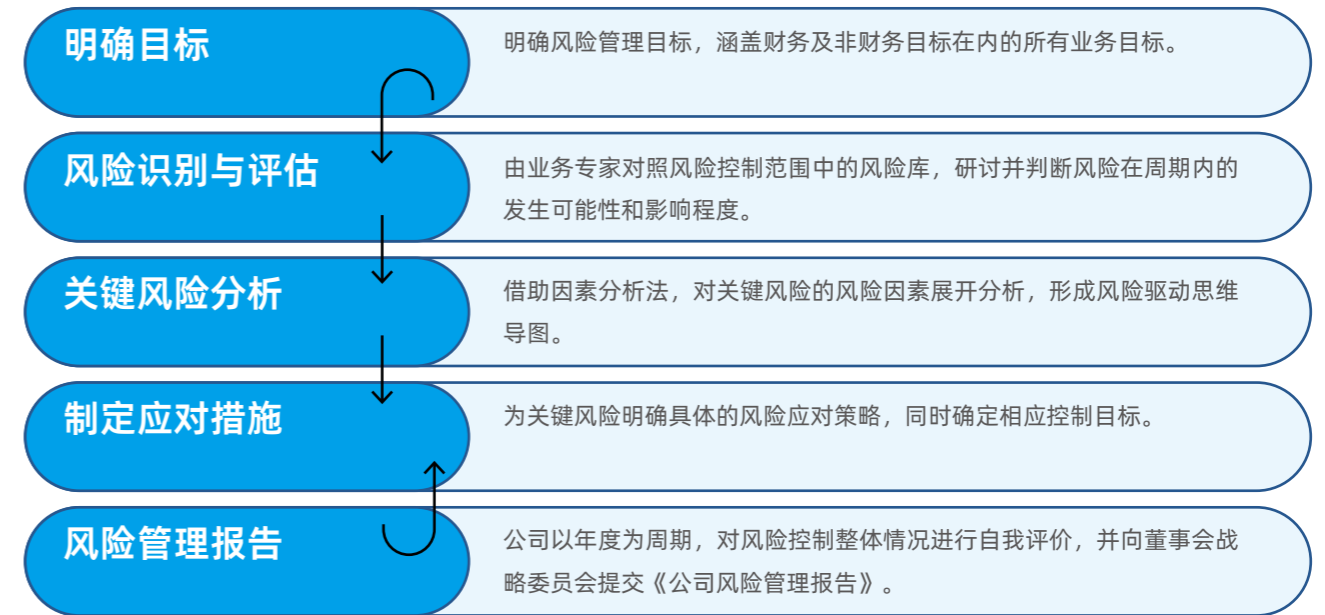 明确目标
明确风险管理目标，涵盖财务及非财务目标在内的所有业务目标。
风险识别与评估
由业务专家对照风险控制范围中的风险库，研讨并判断风险在周期内的
发生可能性和影响程度。
关键风险分析
借助因素分析法，对关键风险的风险因素展开分析，形成风险驱动思维
导图。
制定应对措施
为关键风险明确具体的风险应对策略，同时确定相应控制目标。
风险管理报告
公司以年度为周期，对风险控制整体情况进行自我评价，并向董事会战
略委员会提交《公司风险管理报告》。